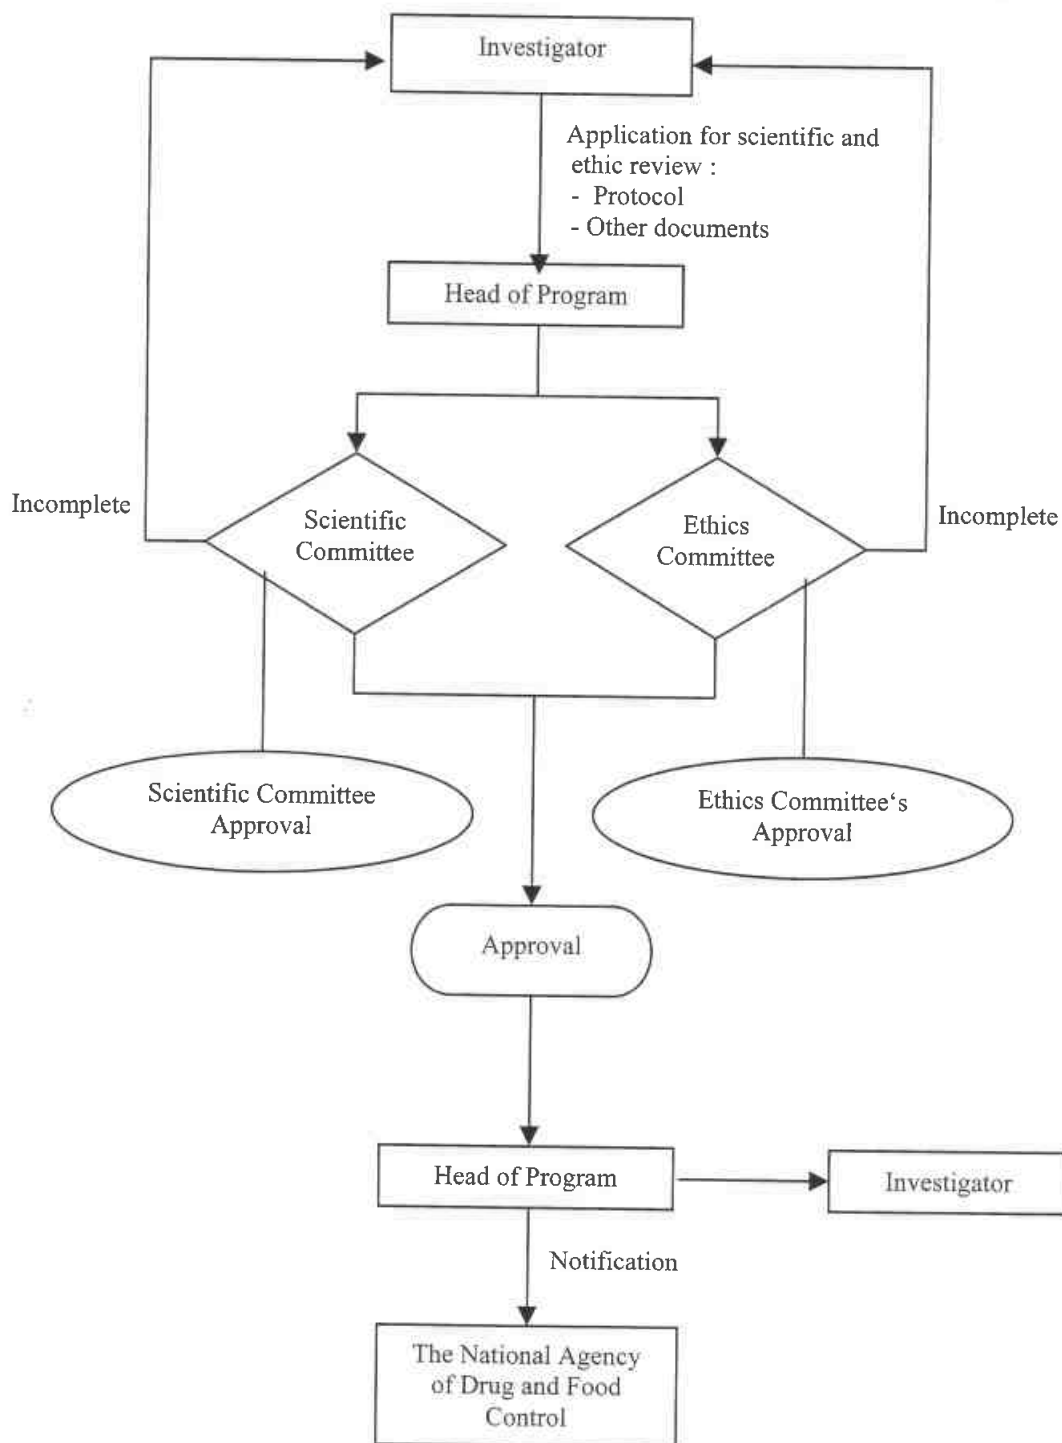 Investigator
Application for scientific and
ethic review :
- Protocol
- Other documents
Head of Program
Incomplete
Scientific
Committee
Ethics
Committee
Incomplete
Scientific Committee
Approval
Ethics Committee‘s
Approval
Approval
Head of Program
Investigator
Notification
The National Agency
of Drug and Food
Control